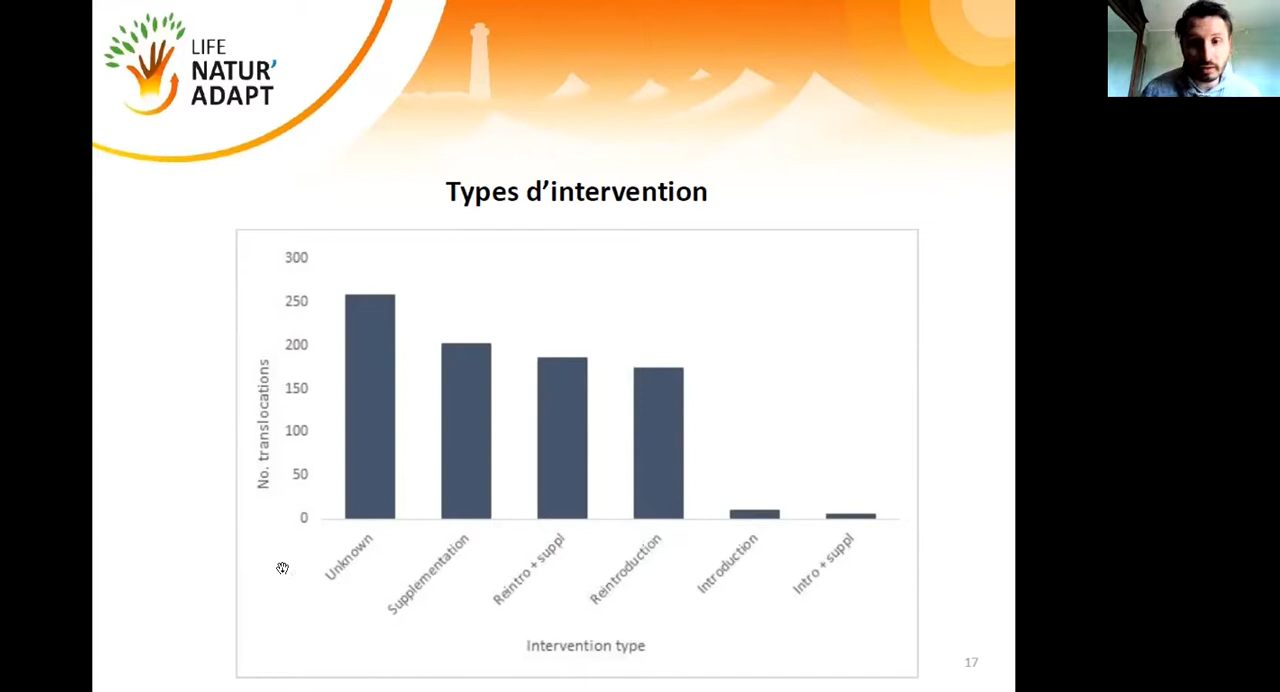 LIFE
NATUR'
ADAPT
Types d'intervention
300
250
200
150
100
50
0
No. translocations
Unknown
Supplementation
Reintro + suppl
Reintroduction
Introduction
Intro + suppl
Intervention type
17